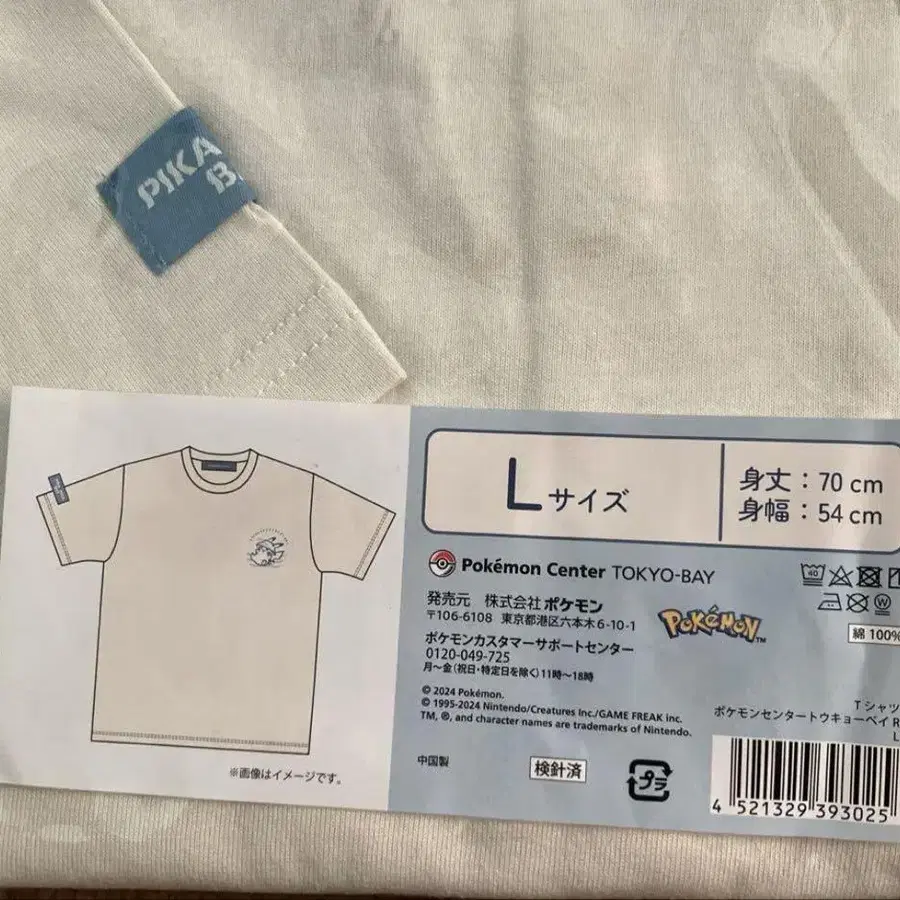 PIKA
B
L サイズ
身丈：70 cm
身幅：54 cm
Pokémon Center TOKYO-BAY
発売元　株式会社ポケモン
〒106-6108　東京都港区六本木6-10-1
ポケモンカスタマーサポートセンター
0120-049-725
月～金（祝日・特定日を除く）11時～18時
POKéMON™
© 2024 Pokémon.
© 1995-2024 Nintendo/Creatures Inc./GAME FREAK inc.
TM, ®, and character names are trademarks of Nintendo.
40
W
綿 100%
Tシャツ
ポケモンセンタートウキョーベイ R
L
中国製
検針済
プラ
4 521329 393025
※画像はイメージです。